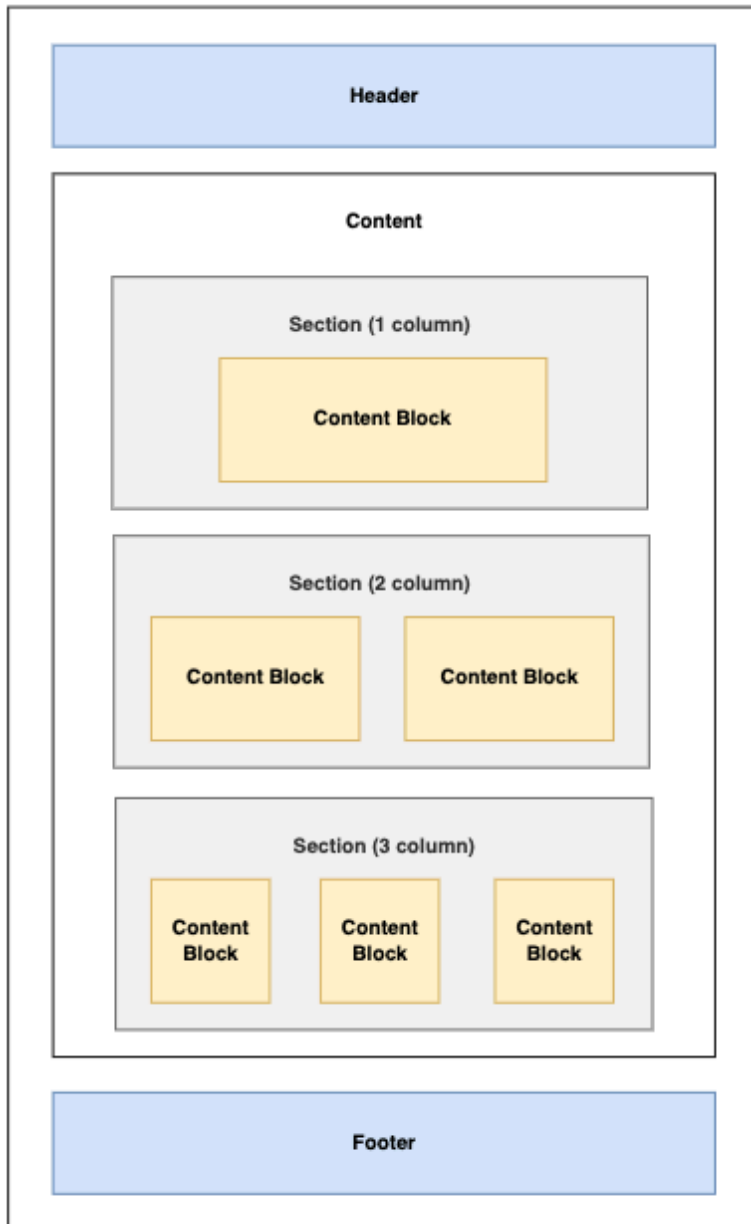 Header
Content
Section (1 column)
Content Block
Section (2 column)
Content Block
Content Block
Section (3 column)
Content
Block
Content
Block
Content
Block
Footer